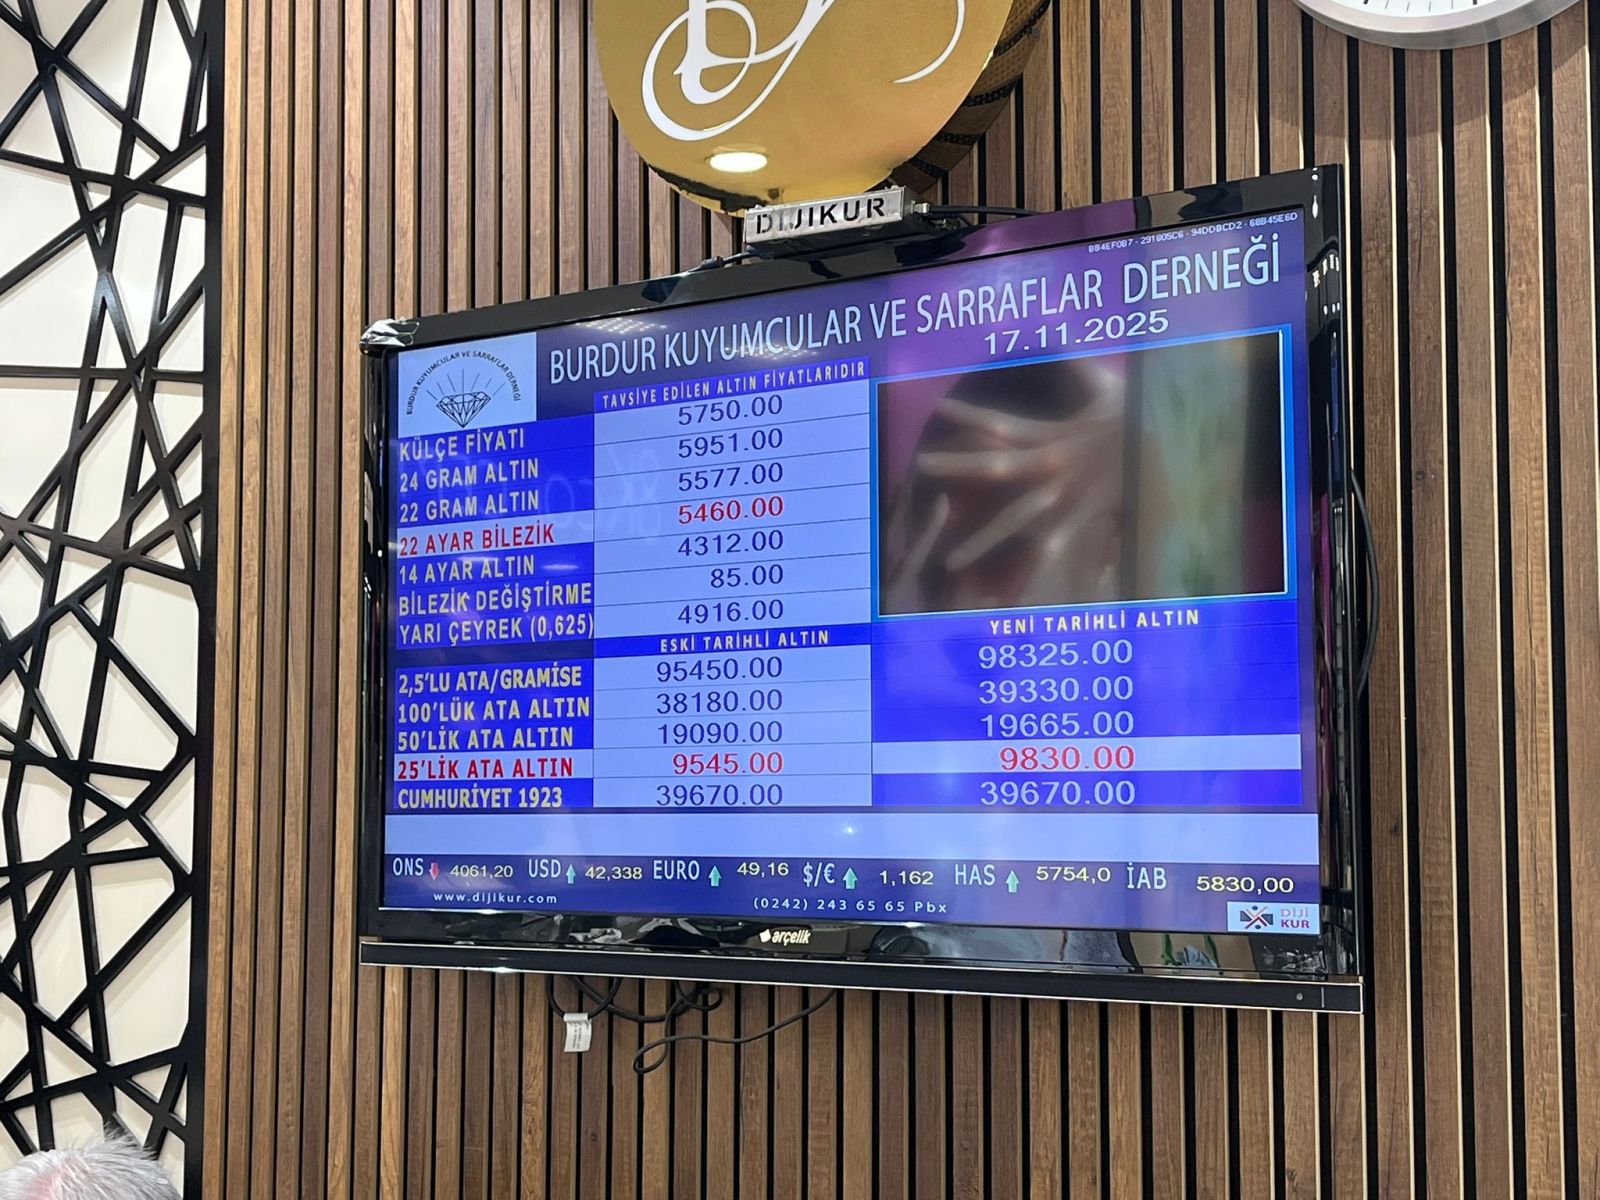 DIJIKUR
884EF0B7 - 291805C6 - 94DDBCD2 - 68B45E6D
BURDUR KUYUMCULAR VE SARRAFLAR DERNEĞİ
17.11.2025
BURDUR KUYUMCULAR VE SARRAFLAR DERNEĞİ
TAVSİYE EDİLEN ALTIN FİYATLARIDIR
KÜLÇE FİYATI 5750.00
24 GRAM ALTIN 5951.00
22 GRAM ALTIN 5577.00
22 AYAR BİLEZİK 5460.00
14 AYAR ALTIN 4312.00
BİLEZİK DEĞİŞTİRME 85.00
YARI ÇEYREK (0,625) 4916.00
ESKİ TARİHLİ ALTIN YENİ TARİHLİ ALTIN
2,5'LU ATA/GRAMİSE 95450.00 98325.00
100'LÜK ATA ALTIN 38180.00 39330.00
50'LİK ATA ALTIN 19090.00 19665.00
25'LİK ATA ALTIN 9545.00 9830.00
CUMHURİYET 1923 39670.00 39670.00
ONS 4061,20 USD 42,338 EURO 49,16 $/€ 1,162 HAS 5754,0 İAB 5830,00
www.dijikur.com (0242) 243 65 65 Pbx
DİJİ
KUR
arçelik